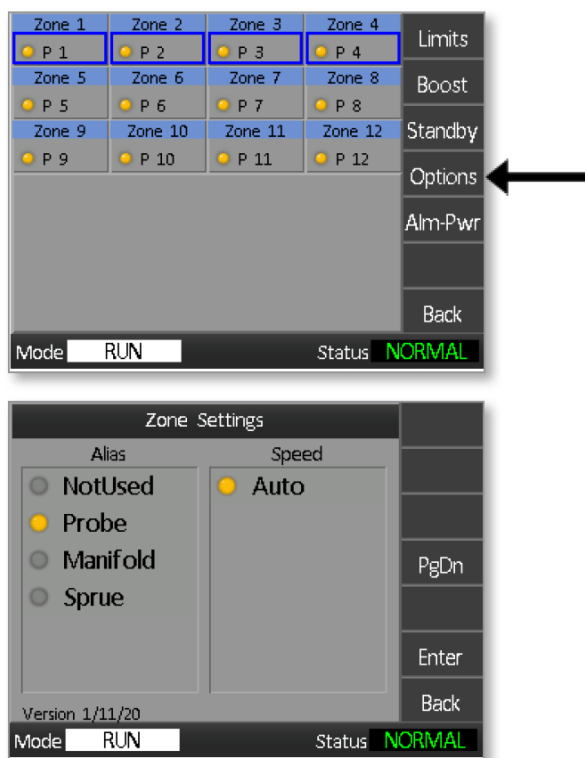 Zone 1 Zone 2 Zone 3 Zone 4
P 1 P 2 P 3 P 4
Zone 5 Zone 6 Zone 7 Zone 8
P 5 P 6 P 7 P 8
Zone 9 Zone 10 Zone 11 Zone 12
P 9 P 10 P 11 P 12
Limits
Boost
Standby
Options
Alm-Pwr
Back
Mode RUN Status NORMAL
Zone Settings
Alias
NotUsed
Probe
Manifold
Sprue
Speed
Auto
Version 1/11/20
PgDn
Enter
Back
Mode RUN Status NORMAL